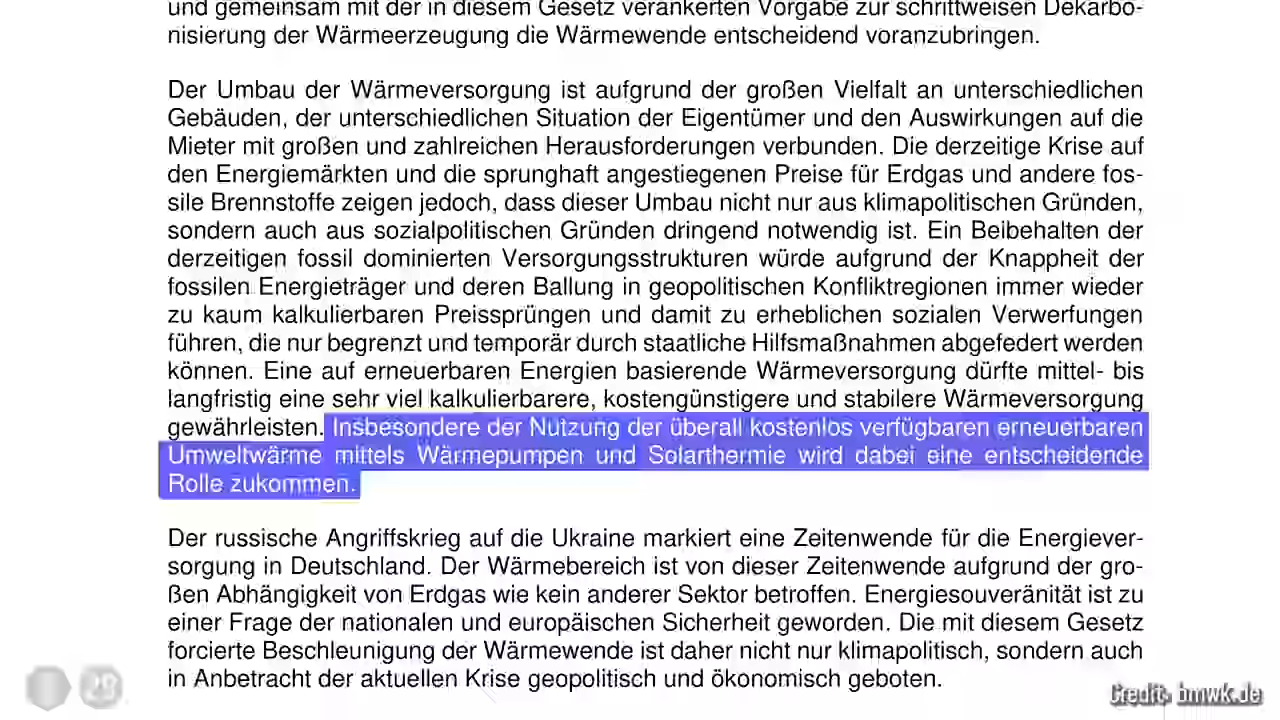 und gemeinsam mit der in diesem Gesetz verankerten Vorgabe zur schrittweisen Dekarbo-
nisierung der Wärmeerzeugung die Wärmewende entscheidend voranzubringen.
Der Umbau der Wärmeversorgung ist aufgrund der großen Vielfalt an unterschiedlichen
Gebäuden, der unterschiedlichen Situation der Eigentümer und den Auswirkungen auf die
Mieter mit großen und zahlreichen Herausforderungen verbunden. Die derzeitige Krise auf
den Energiemärkten und die sprunghaft angestiegenen Preise für Erdgas und andere fos-
sile Brennstoffe zeigen jedoch, dass dieser Umbau nicht nur aus klimapolitischen Gründen,
sondern auch aus sozialpolitischen Gründen dringend notwendig ist. Ein Beibehalten der
derzeitigen fossil dominierten Versorgungsstrukturen würde aufgrund der Knappheit der
fossilen Energieträger und deren Ballung in geopolitischen Konfliktregionen immer wieder
zu kaum kalkulierbaren Preissprüngen und damit zu erheblichen sozialen Verwerfungen
führen, die nur begrenzt und temporär durch staatliche Hilfsmaßnahmen abgefedert werden
können. Eine auf erneuerbaren Energien basierende Wärmeversorgung dürfte mittel- bis
langfristig eine sehr viel kalkulierbarere, kostengünstigere und stabilere Wärmeversorgung
gewährleisten. Insbesondere der Nutzung der überall kostenlos verfügbaren erneuerbaren
Umweltwärme mittels Wärmepumpen und Solarthermie wird dabei eine entscheidende
Rolle zukommen.
Der russische Angriffskrieg auf die Ukraine markiert eine Zeitenwende für die Energiever-
sorgung in Deutschland. Der Wärmebereich ist von dieser Zeitenwende aufgrund der gro-
ßen Abhängigkeit von Erdgas wie kein anderer Sektor betroffen. Energiesouveränität ist zu
einer Frage der nationalen und europäischen Sicherheit geworden. Die mit diesem Gesetz
forcierte Beschleunigung der Wärmewende ist daher nicht nur klimapolitisch, sondern auch
in Anbetracht der aktuellen Krise geopolitisch und ökonomisch geboten.
Credit: bmwk.de